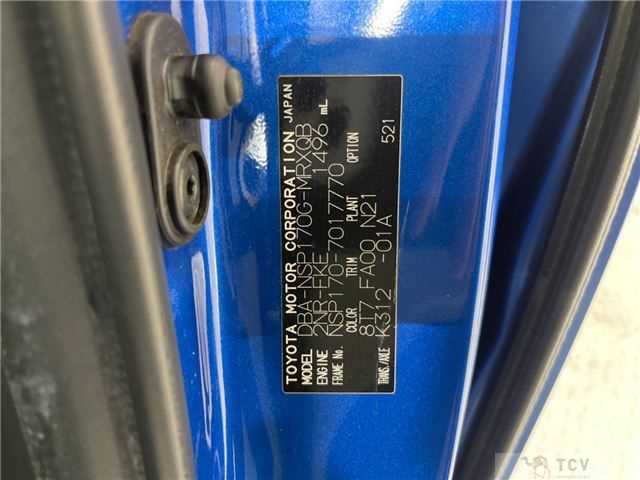 TOYOTA MOTOR CORPORATION JAPAN
MODEL DBA-NSP170G-MRXQB
ENGINE 2NR-FKE 1496 mL
FRAME No. NSP170-7017770
COLOR TRIM PLANT OPTION
8T7 FA00 N21 521
TRANS./AXLE K312 -01A
TCV